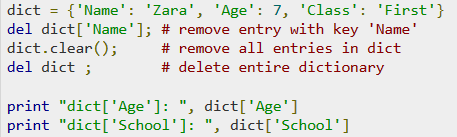 dict = {'Name': 'Zara', 'Age': 7, 'Class': 'First'}
del dict['Name']; # remove entry with key 'Name'
dict.clear();     # remove all entries in dict
del dict ;        # delete entire dictionary

print "dict['Age']: ", dict['Age']
print "dict['School']: ", dict['School']